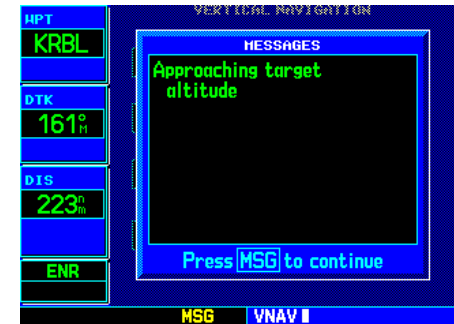 VERTICAL NAVIGATION
WPT
KRBL
DTK
161°M
DIS
223nm
ENR
MESSAGES
Approaching target
altitude
Press MSG to continue
MSG
VNAV